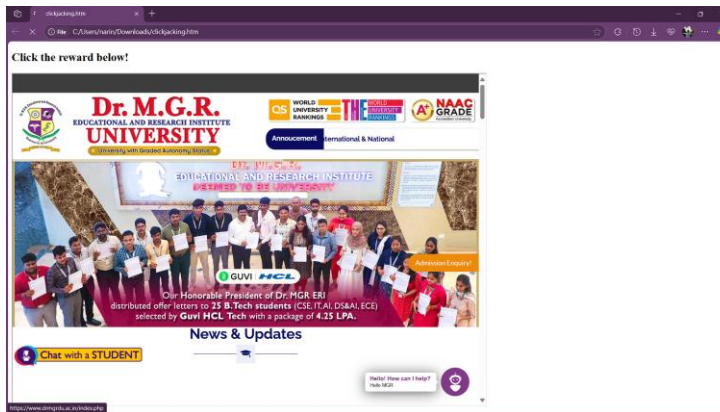 clickjacking.htm
File
C:/Users/narin/Downloads/clickjacking.htm
Click the reward below!
Dr. M.G.R.
EDUCATIONAL AND RESEARCH INSTITUTE
UNIVERSITY
University with Graded Autonomy Status
QS WORLD UNIVERSITY RANKINGS
THE WORLD UNIVERSITY RANKINGS
A+ NAAC GRADE
Accredited University
Annoucement
ternational & National
EDUCATIONAL AND RESEARCH INSTITUTE
DEEMED TO BE UNIVERSITY
Admission Enquiry!
GUVI HCL
Our Honorable President of Dr. MGR ERI
distributed offer letters to 25 B.Tech students (CSE, IT, AI, DS&AI, ECE)
selected by Guvi HCL Tech with a package of 4.25 LPA.
News & Updates
Chat with a STUDENT
Hello! How can I help?
Hello MGR
https://www.drmgrdu.ac.in/index.php